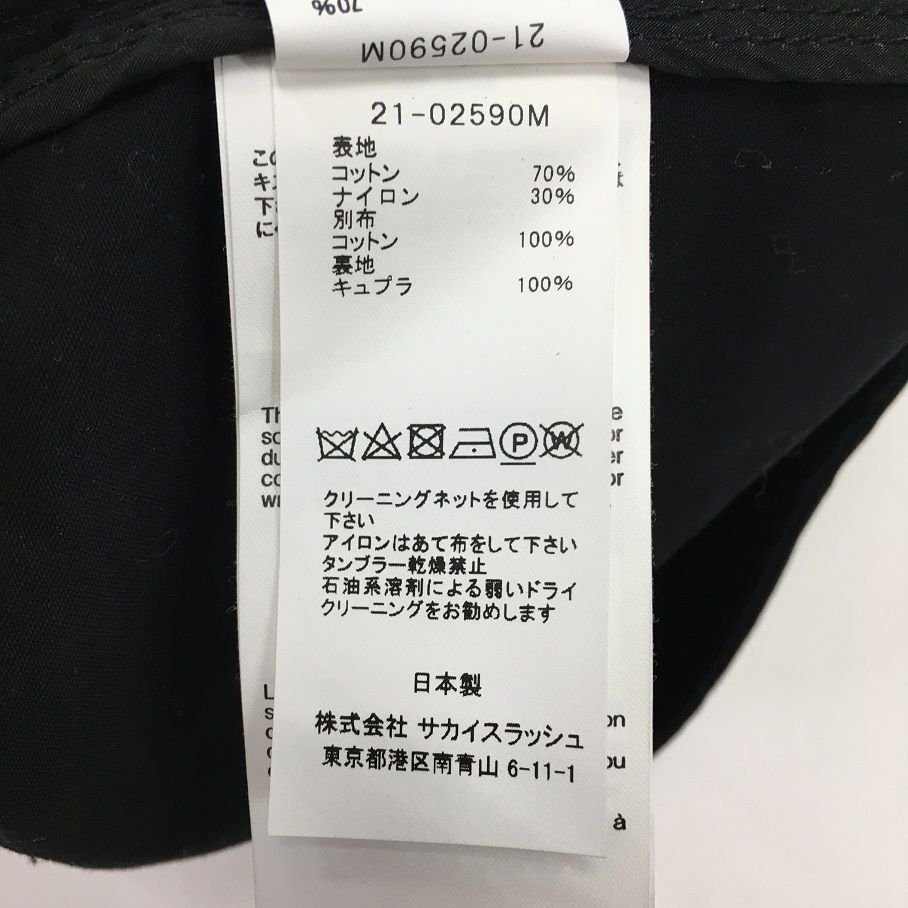 70%
21-02590M
21-02590M
表地
コットン 70%
ナイロン 30%
別布
コットン 100%
裏地
キュプラ 100%
P
W
クリーニングネットを使用して
下さい
アイロンはあて布をして下さい
タンブラー乾燥禁止
石油系溶剤による弱いドライ
クリーニングをお勧めします
日本製
株式会社 サカイスラッシュ
東京都港区南青山 6-11-1
à